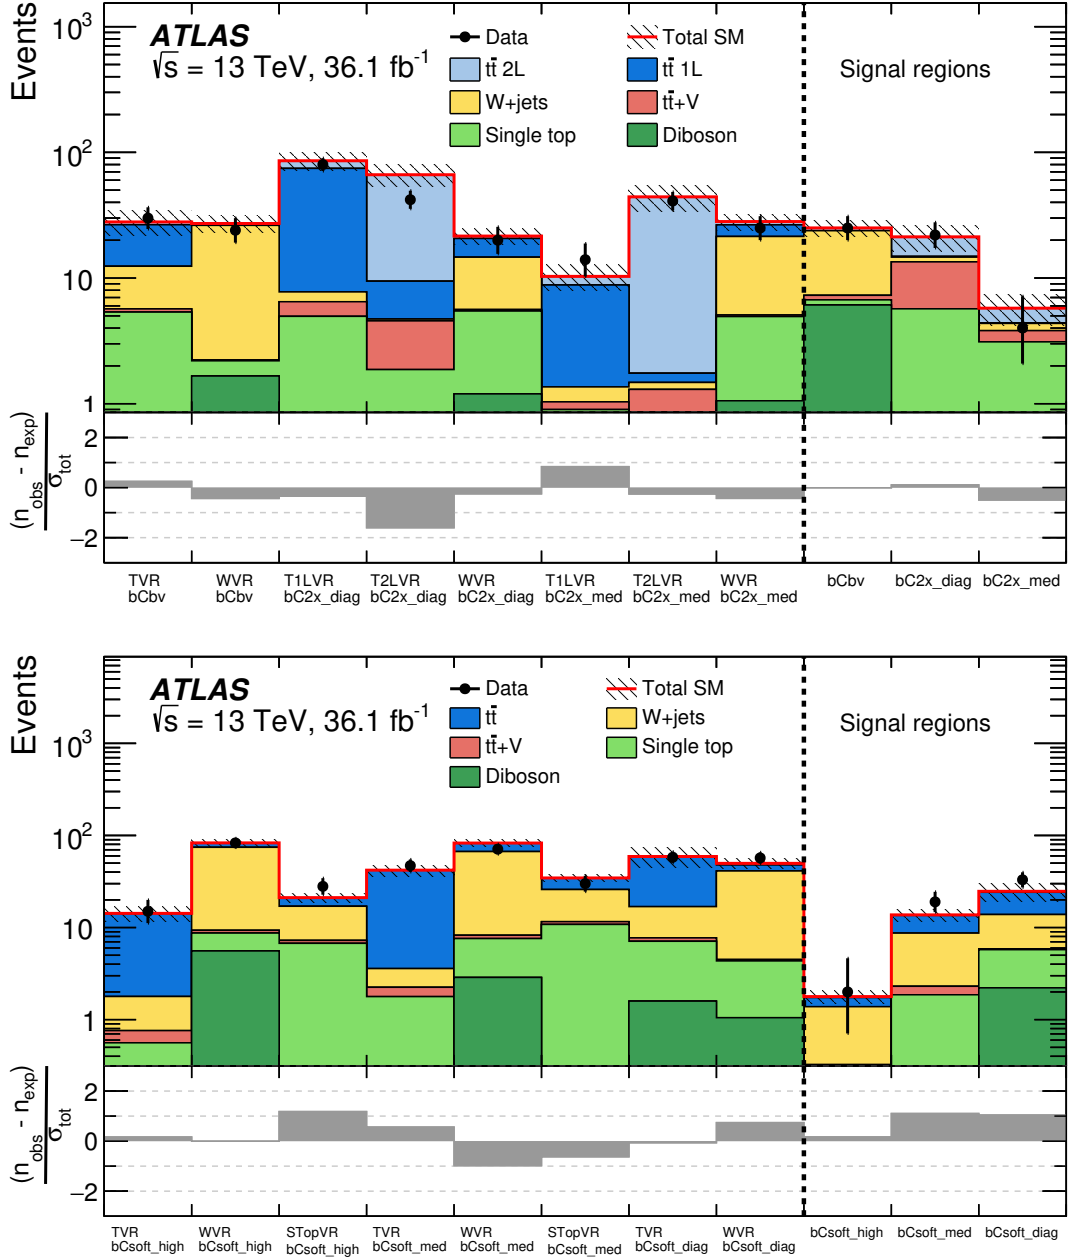 Events
10³
10²
10
1
ATLAS
√s = 13 TeV, 36.1 fb⁻¹
Data
Total SM
tt̄ 2L
tt̄ 1L
W+jets
tt̄+V
Single top
Diboson
Signal regions
(n_obs - n_exp)
σ_tot
2
0
−2
TVR WVR T1LVR T2LVR WVR T1LVR T2LVR WVR bCbv bC2x_diag bC2x_med
bCbv bCbv bC2x_diag bC2x_diag bC2x_diag bC2x_med bC2x_med bC2x_med
Events
10³
10²
10
1
ATLAS
√s = 13 TeV, 36.1 fb⁻¹
Data
Total SM
tt̄
W+jets
tt̄+V
Single top
Diboson
Signal regions
(n_obs - n_exp)
σ_tot
2
0
−2
TVR WVR STopVR TVR WVR STopVR TVR WVR bCsoft_high bCsoft_med bCsoft_diag
bCsoft_high bCsoft_high bCsoft_high bCsoft_med bCsoft_med bCsoft_med bCsoft_diag bCsoft_diag